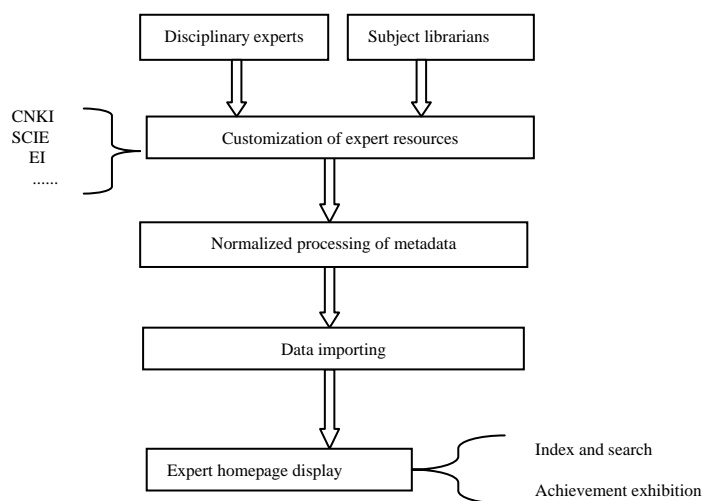 Disciplinary experts
Subject librarians
CNKI
SCIE
EI
......
Customization of expert resources
Normalized processing of metadata
Data importing
Expert homepage display
Index and search
Achievement exhibition